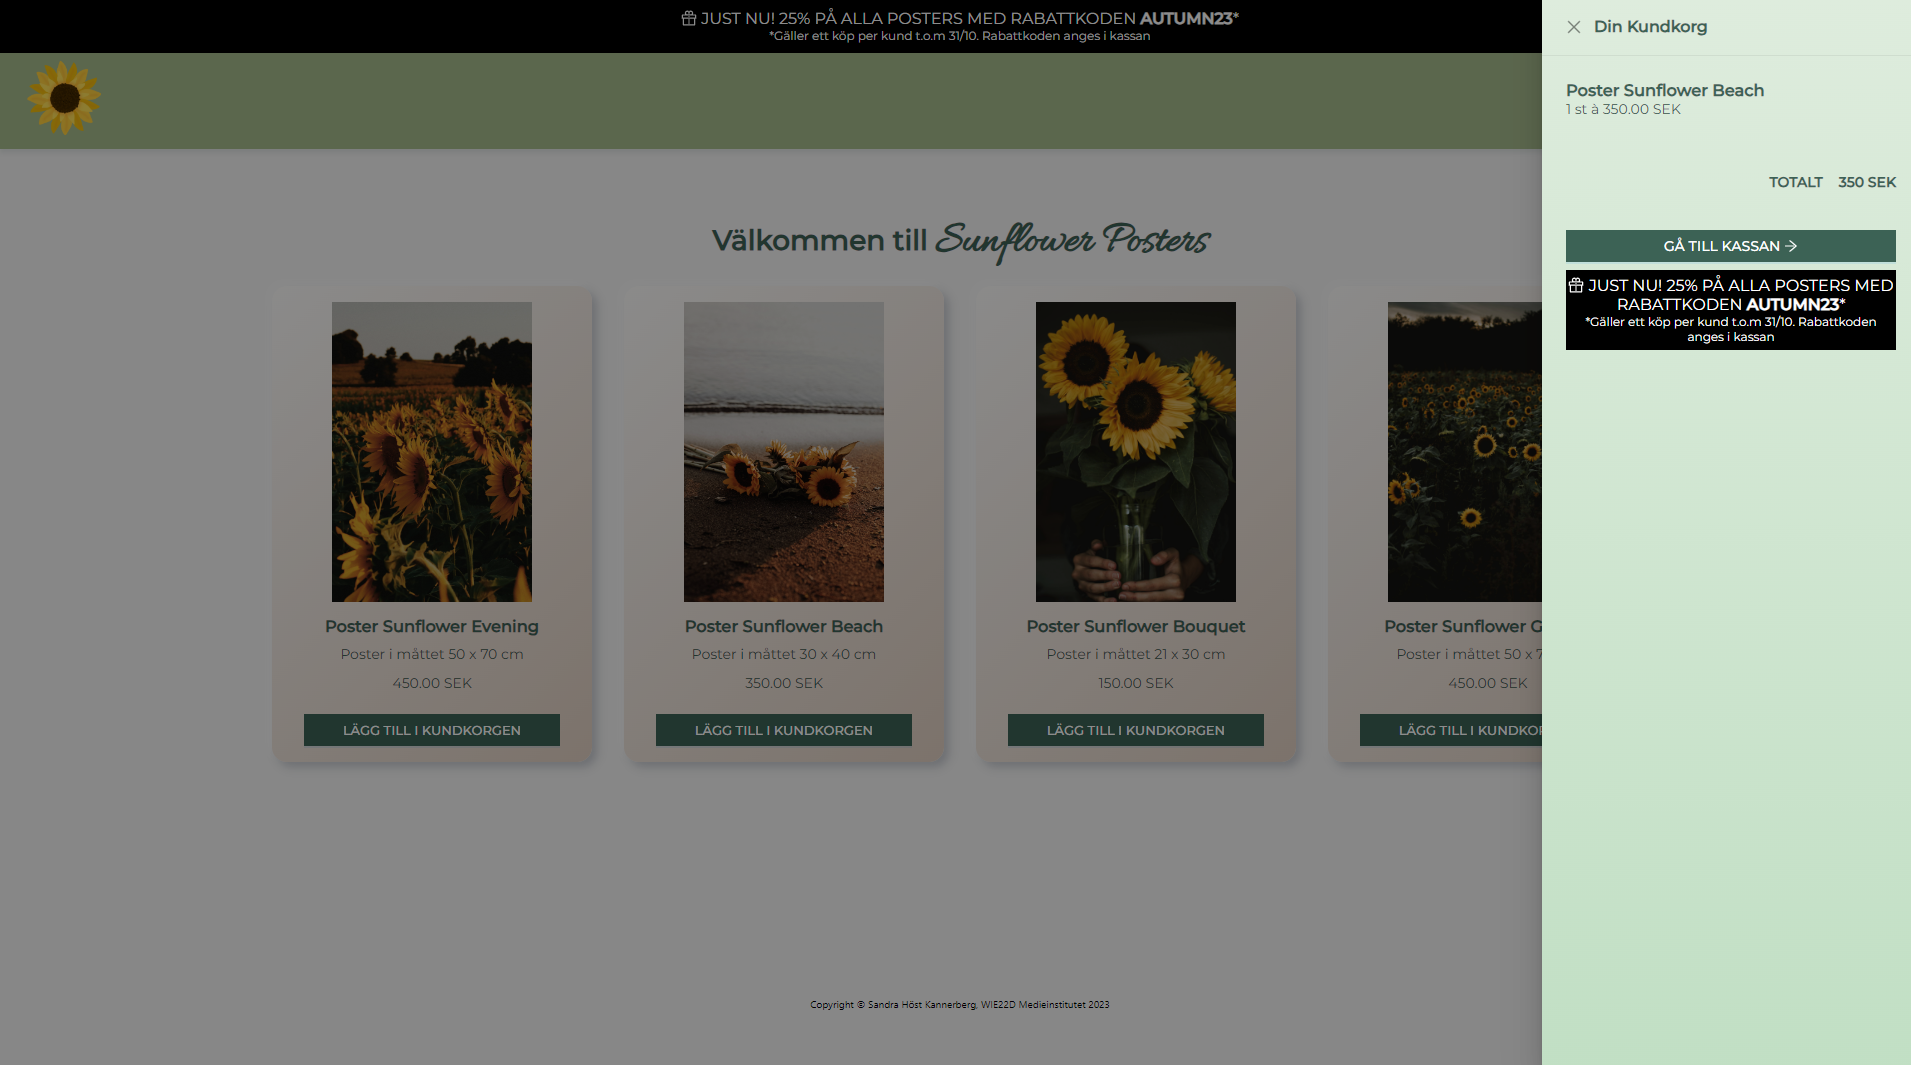 JUST NU! 25% PÅ ALLA POSTERS MED RABATTKODEN AUTUMN23*
*Gäller ett köp per kund t.o.m 31/10. Rabattkoden anges i kassan
Välkommen till Sunflower Posters
Poster Sunflower Evening
Poster i måttet 50 x 70 cm
450.00 SEK
LÄGG TILL I KUNDKORGEN
Poster Sunflower Beach
Poster i måttet 30 x 40 cm
350.00 SEK
LÄGG TILL I KUNDKORGEN
Poster Sunflower Bouquet
Poster i måttet 21 x 30 cm
150.00 SEK
LÄGG TILL I KUNDKORGEN
Poster Sunflower G
Poster i måttet 50 x 7
450.00 SEK
LÄGG TILL I KUNDKO
Copyright © Sandra Höst Kannerberg, WIE22D Medieinstitutet 2023
Din Kundkorg
Poster Sunflower Beach
1 st à 350.00 SEK
TOTALT 350 SEK
GÅ TILL KASSAN
JUST NU! 25% PÅ ALLA POSTERS MED
RABATTKODEN AUTUMN23*
*Gäller ett köp per kund t.o.m 31/10. Rabattkoden
anges i kassan